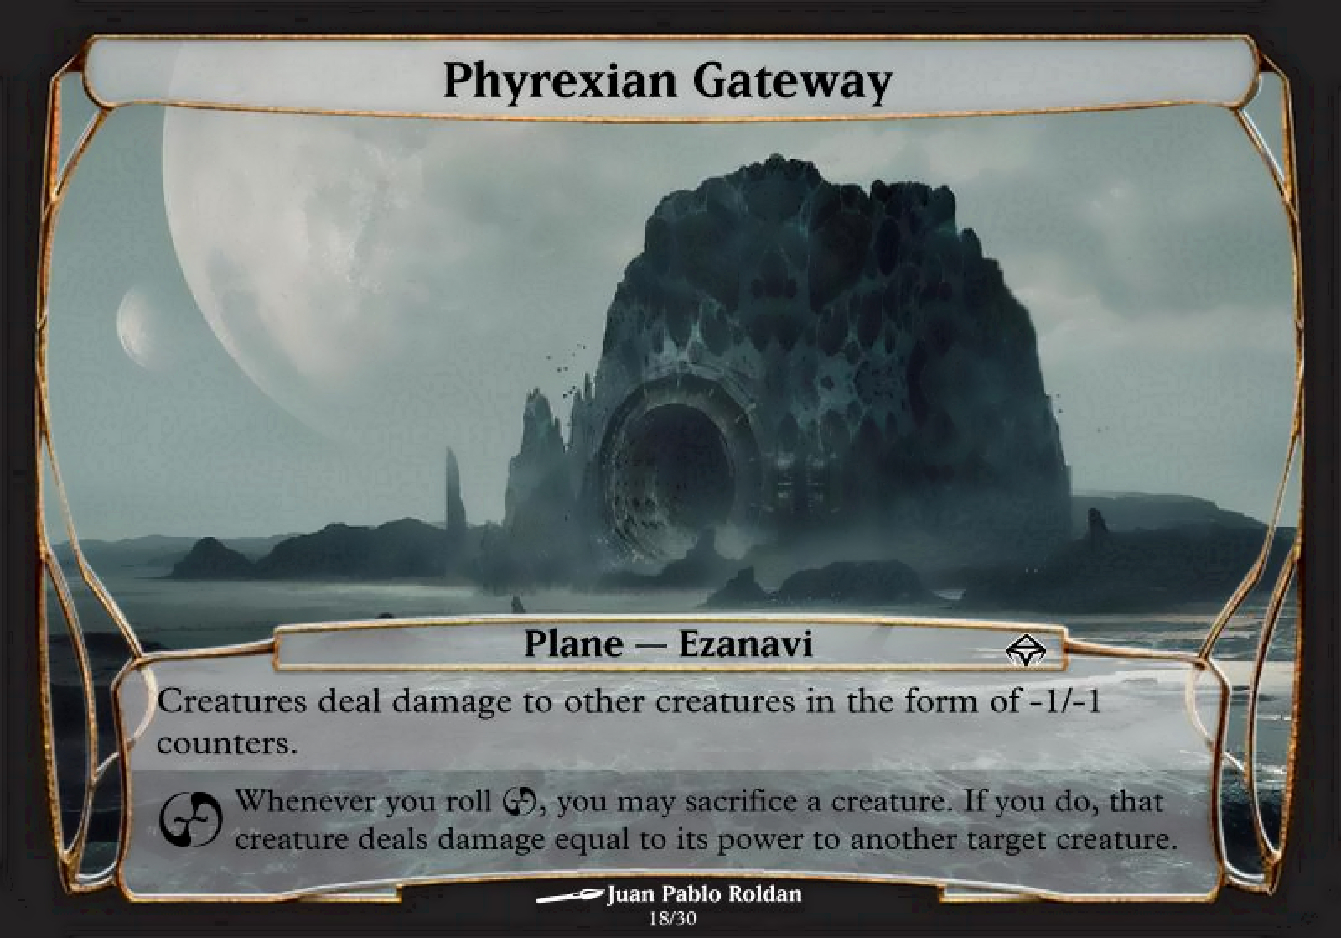 Phyrexian Gateway
Plane — Ezanavi
Creatures deal damage to other creatures in the form of -1/-1
counters.
Whenever you roll , you may sacrifice a creature. If you do, that
creature deals damage equal to its power to another target creature.
Juan Pablo Roldan
18/30